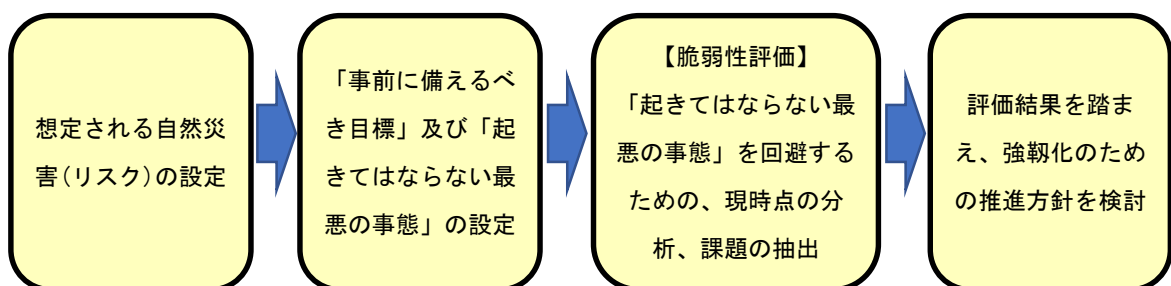 想定される自然災
害（リスク）の設定
「事前に備えるべ
き目標」及び「起
きてはならない最
悪の事態」の設定
【脆弱性評価】
「起きてはならない最
悪の事態」を回避する
ための、現時点の分
析、課題の抽出
評価結果を踏ま
え、強靱化のため
の推進方針を検討